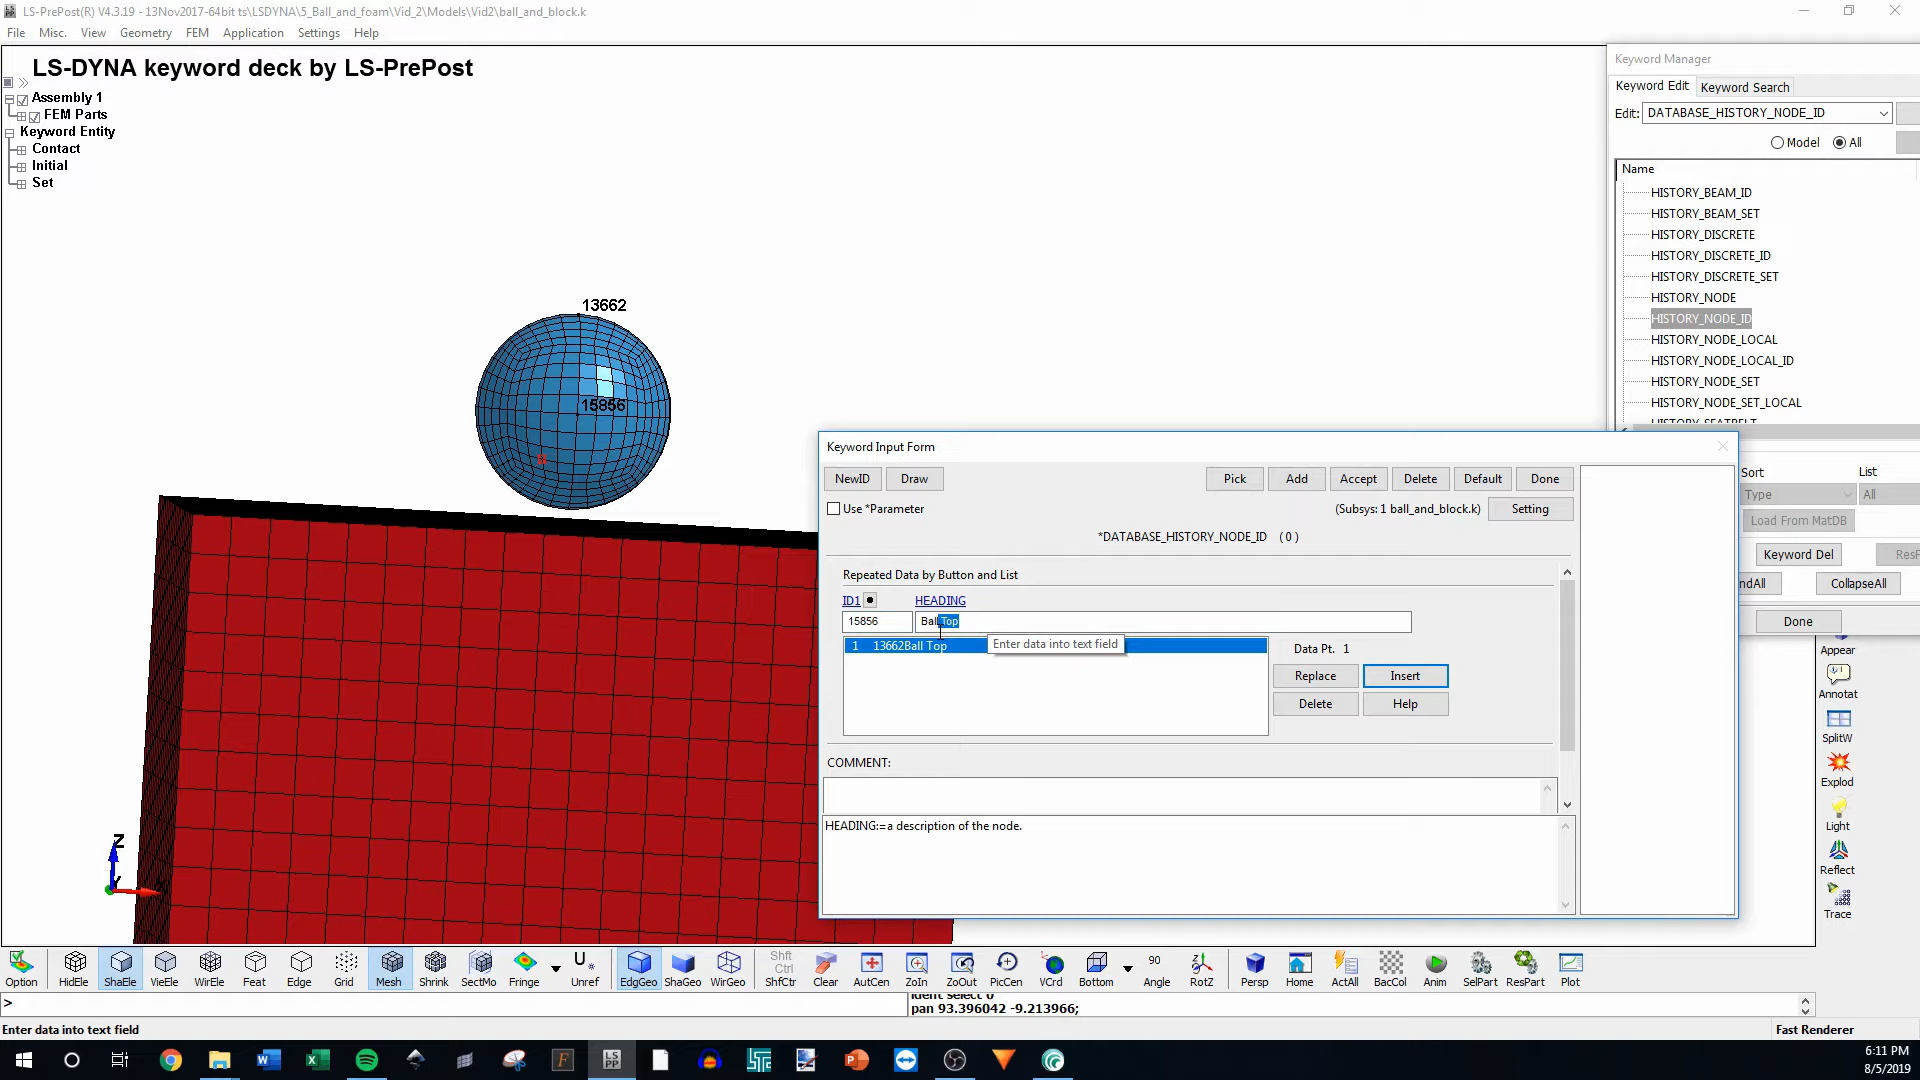 LS-PrePost(R) V4.3.19 - 13Nov2017-64bit ts\LSDYNA\5_Ball_and_foam\Vid_2\Models\Vid2\ball_and_block.k
File Misc. View Geometry FEM Application Settings Help
LS-DYNA keyword deck by LS-PrePost
Assembly 1
FEM Parts
Keyword Entity
Contact
Initial
Set
13662
15856
Z
Keyword Manager
Keyword Edit Keyword Search
Edit: DATABASE_HISTORY_NODE_ID
Model All
Name
HISTORY_BEAM_ID
HISTORY_BEAM_SET
HISTORY_DISCRETE
HISTORY_DISCRETE_ID
HISTORY_DISCRETE_SET
HISTORY_NODE
HISTORY_NODE_ID
HISTORY_NODE_LOCAL
HISTORY_NODE_LOCAL_ID
HISTORY_NODE_SET
HISTORY_NODE_SET_LOCAL
Sort List
Type All
Load From MatDB
Keyword Del ResF
ndAll CollapseAll
Done
Keyword Input Form
NewID Draw Pick Add Accept Delete Default Done
Use *Parameter (Subsys: 1 ball_and_block.k) Setting
*DATABASE_HISTORY_NODE_ID (0)
Repeated Data by Button and List
ID1 HEADING
15856 Ball Top
1 13662Ball Top
Enter data into text field
Data Pt. 1
Replace Insert
Delete Help
COMMENT:
HEADING:=a description of the node.
Appear
Annotat
SplitW
Explod
Light
Reflect
Trace
Shft
Ctrl
90
Option HidEle ShaEle VieEle WirEle Feat Edge Grid Mesh Shrink SectMo Fringe Unref EdgGeo ShaGeo WirGeo ShfCtr Clear AutCen ZoIn ZoOut PicCen VCrd Bottom Angle RotZ Persp Home ActAll BacCol Anim SelPart ResPart Plot
>
ident select 0
pan 93.396042 -9.213966;
Enter data into text field
Fast Renderer
6:11 PM
8/5/2019